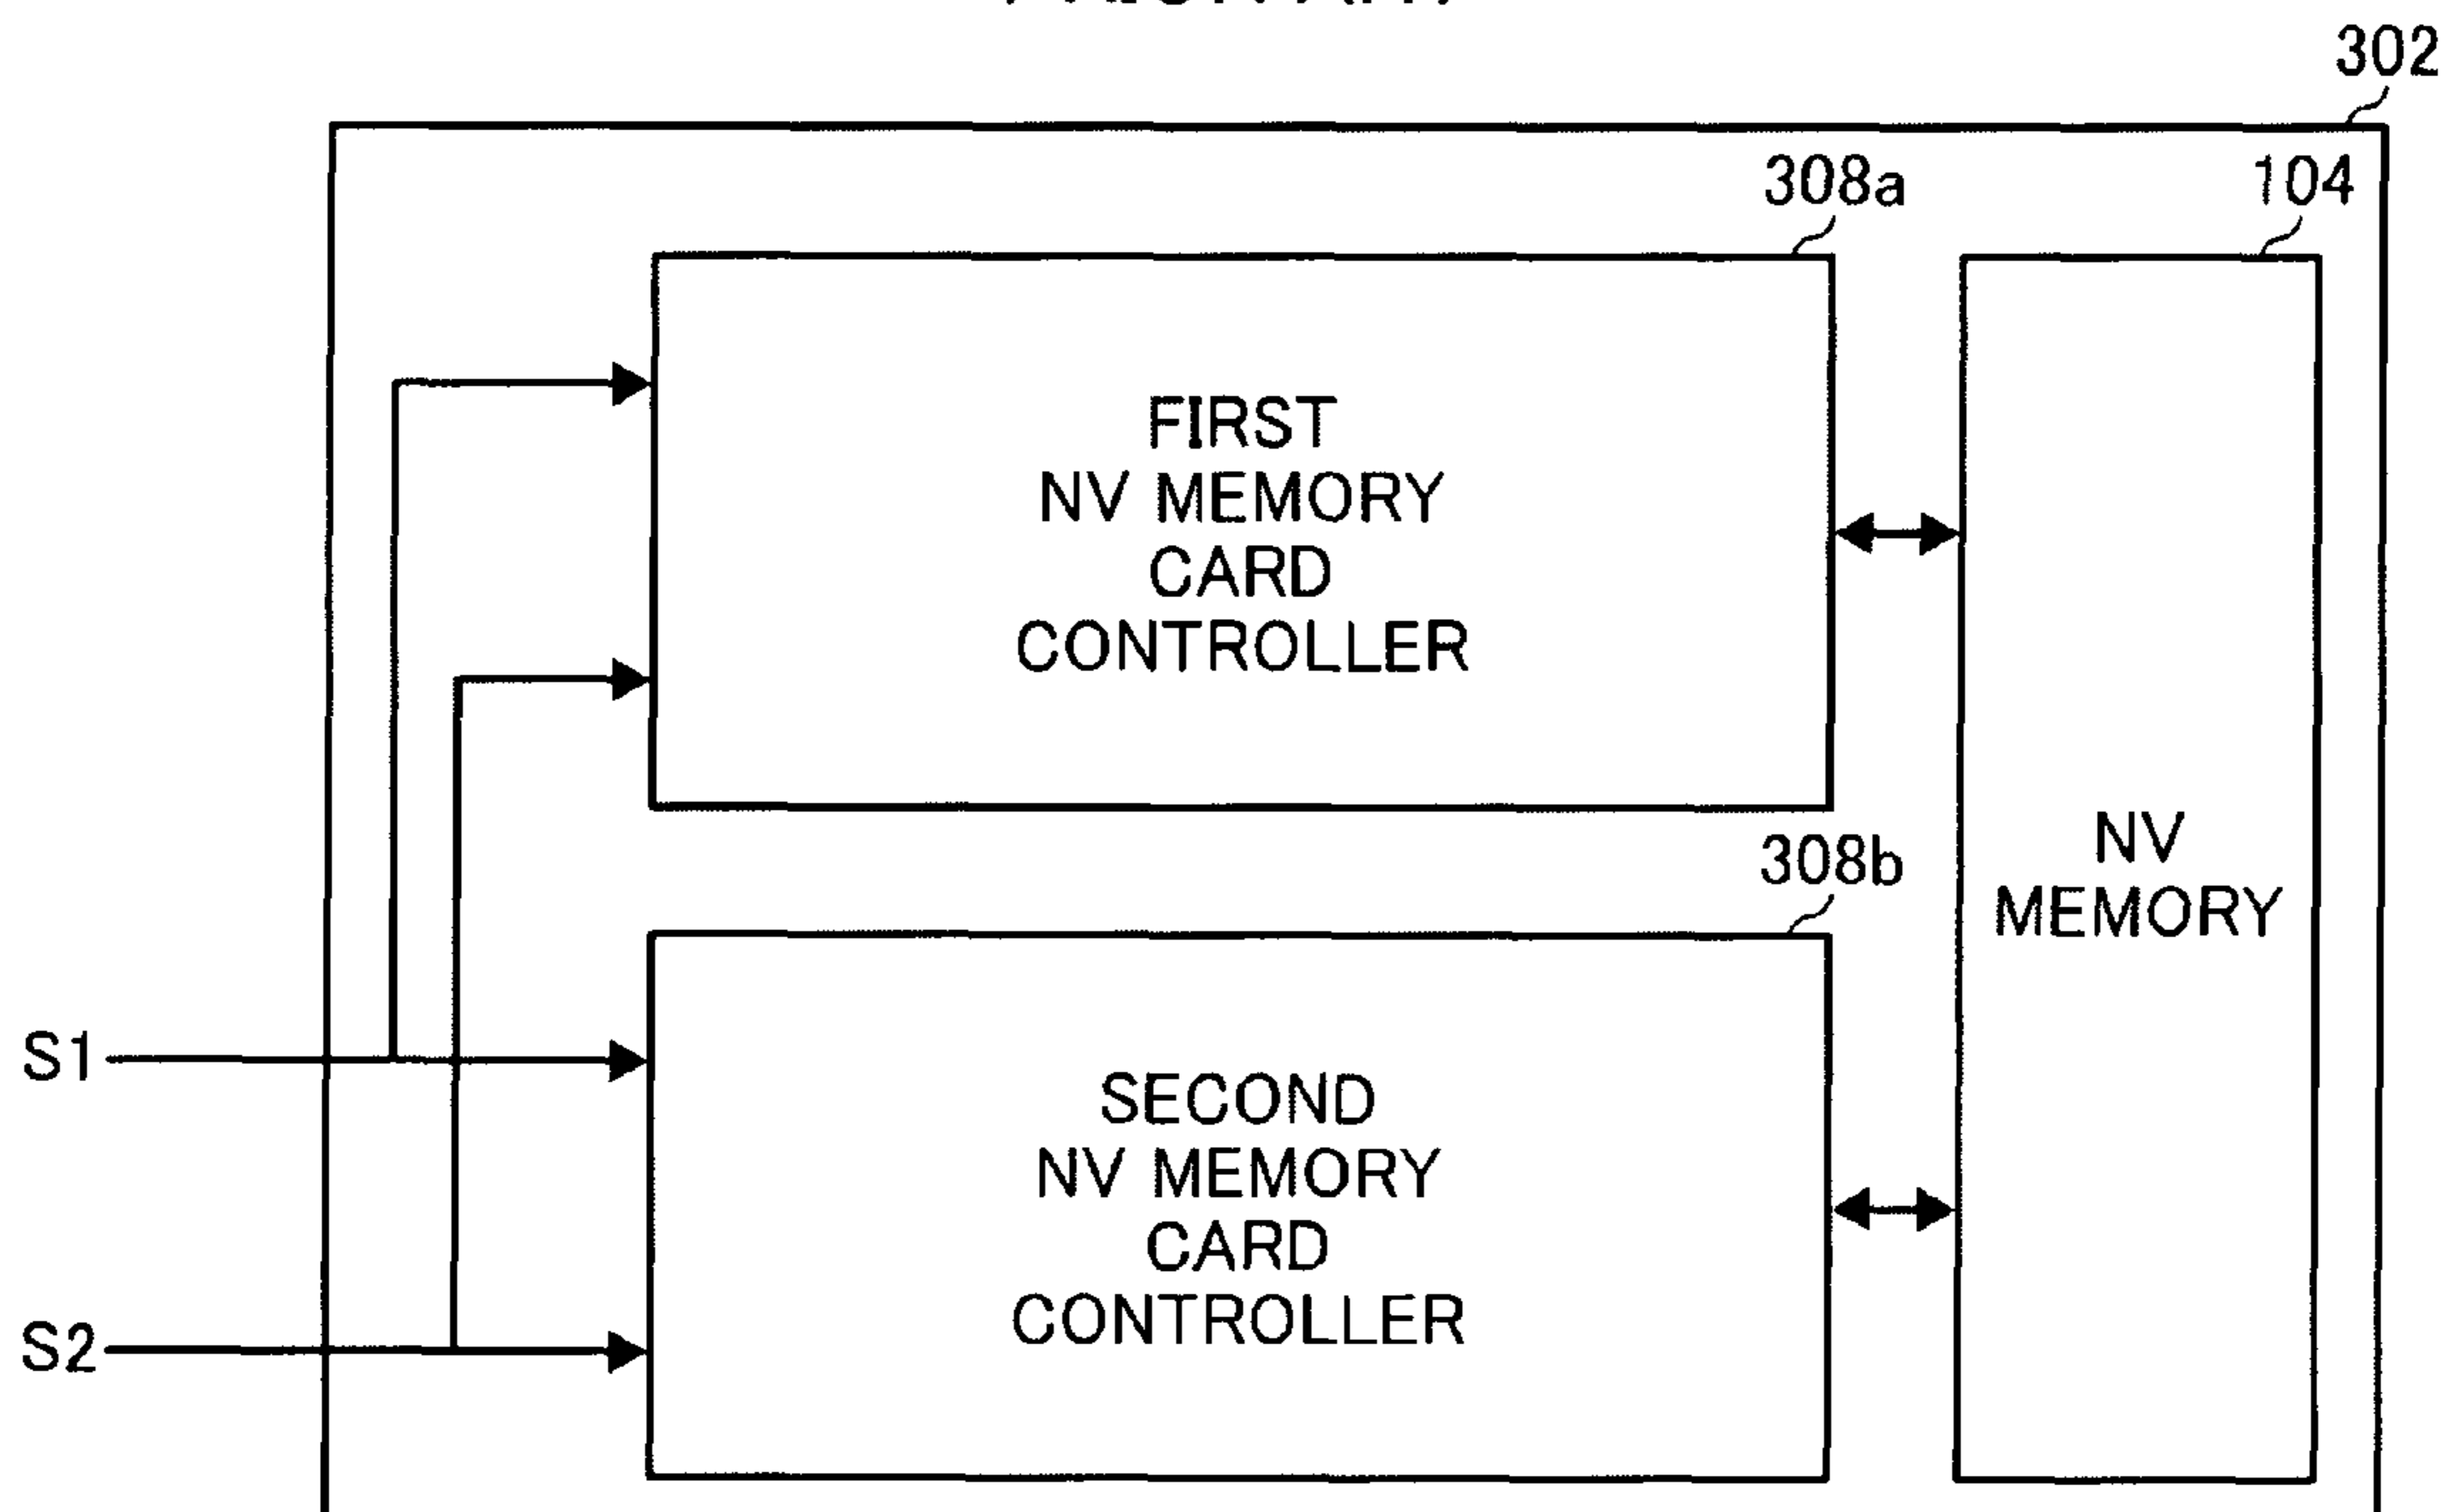 302
308a
104
FIRST
NV MEMORY
CARD
CONTROLLER
308b
NV
MEMORY
S1
SECOND
NV MEMORY
CARD
CONTROLLER
S2